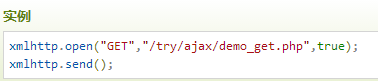 实例
xmlhttp.open("GET","/try/ajax/demo_get.php",true);
xmlhttp.send();